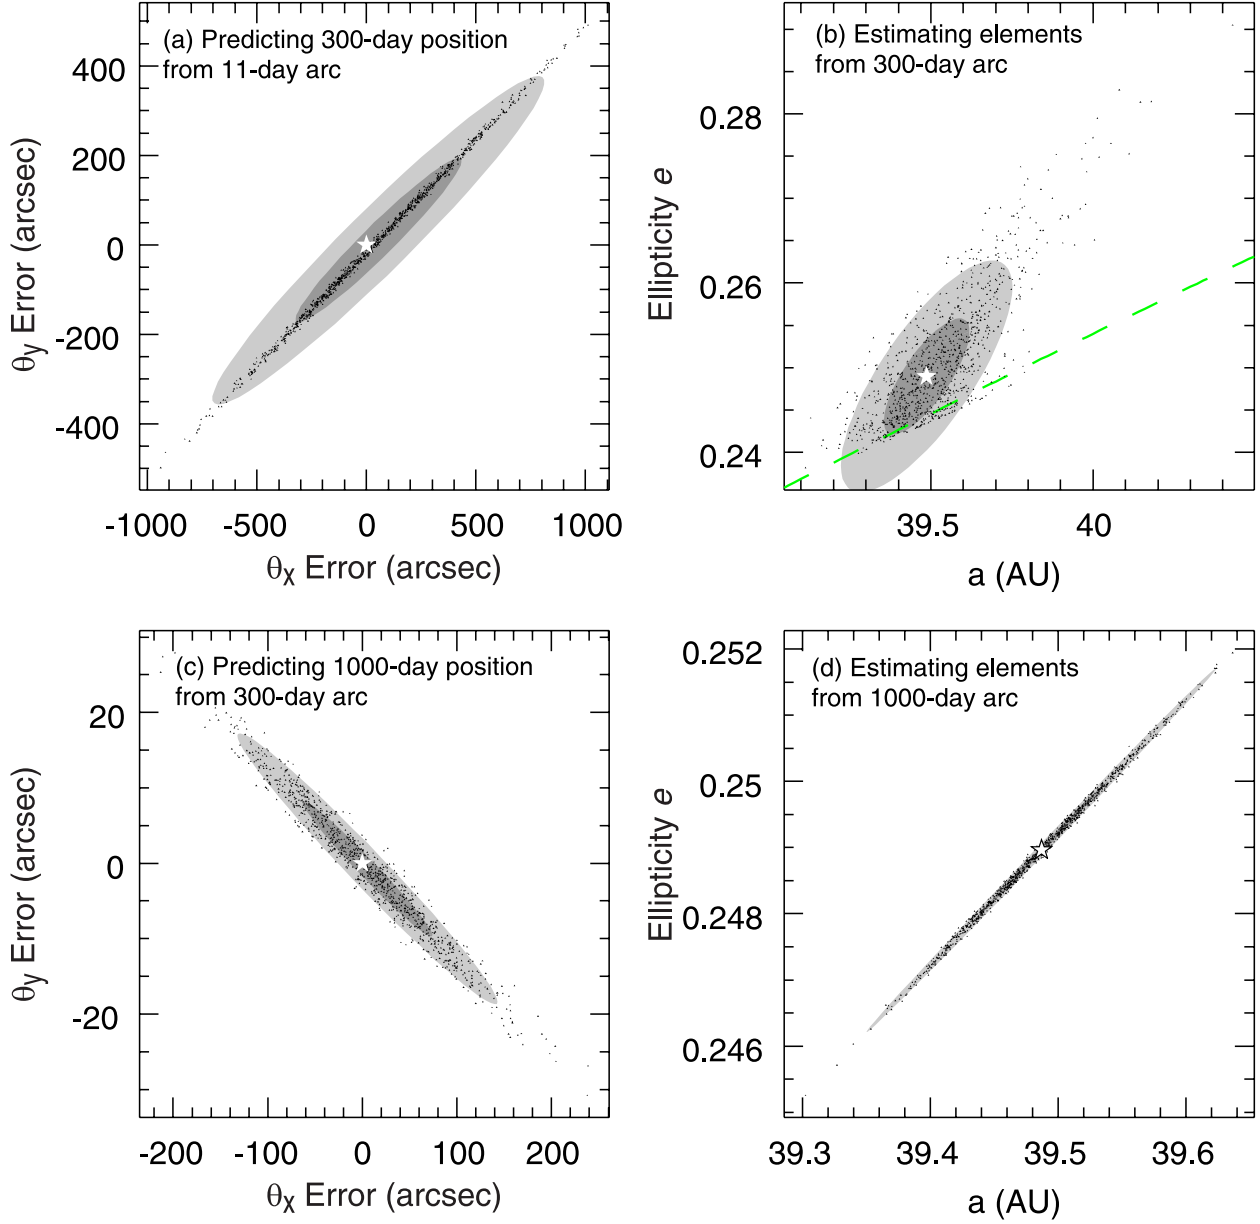 (a) Predicting 300-day position
from 11-day arc
400
200
0
-200
-400
θy Error (arcsec)
-1000 -500 0 500 1000
θx Error (arcsec)
(b) Estimating elements
from 300-day arc
0.28
0.26
0.24
Ellipticity e
39.5 40
a (AU)
(c) Predicting 1000-day position
from 300-day arc
20
0
-20
θy Error (arcsec)
-200 -100 0 100 200
θx Error (arcsec)
(d) Estimating elements
from 1000-day arc
0.252
0.25
0.248
0.246
Ellipticity e
39.3 39.4 39.5 39.6
a (AU)